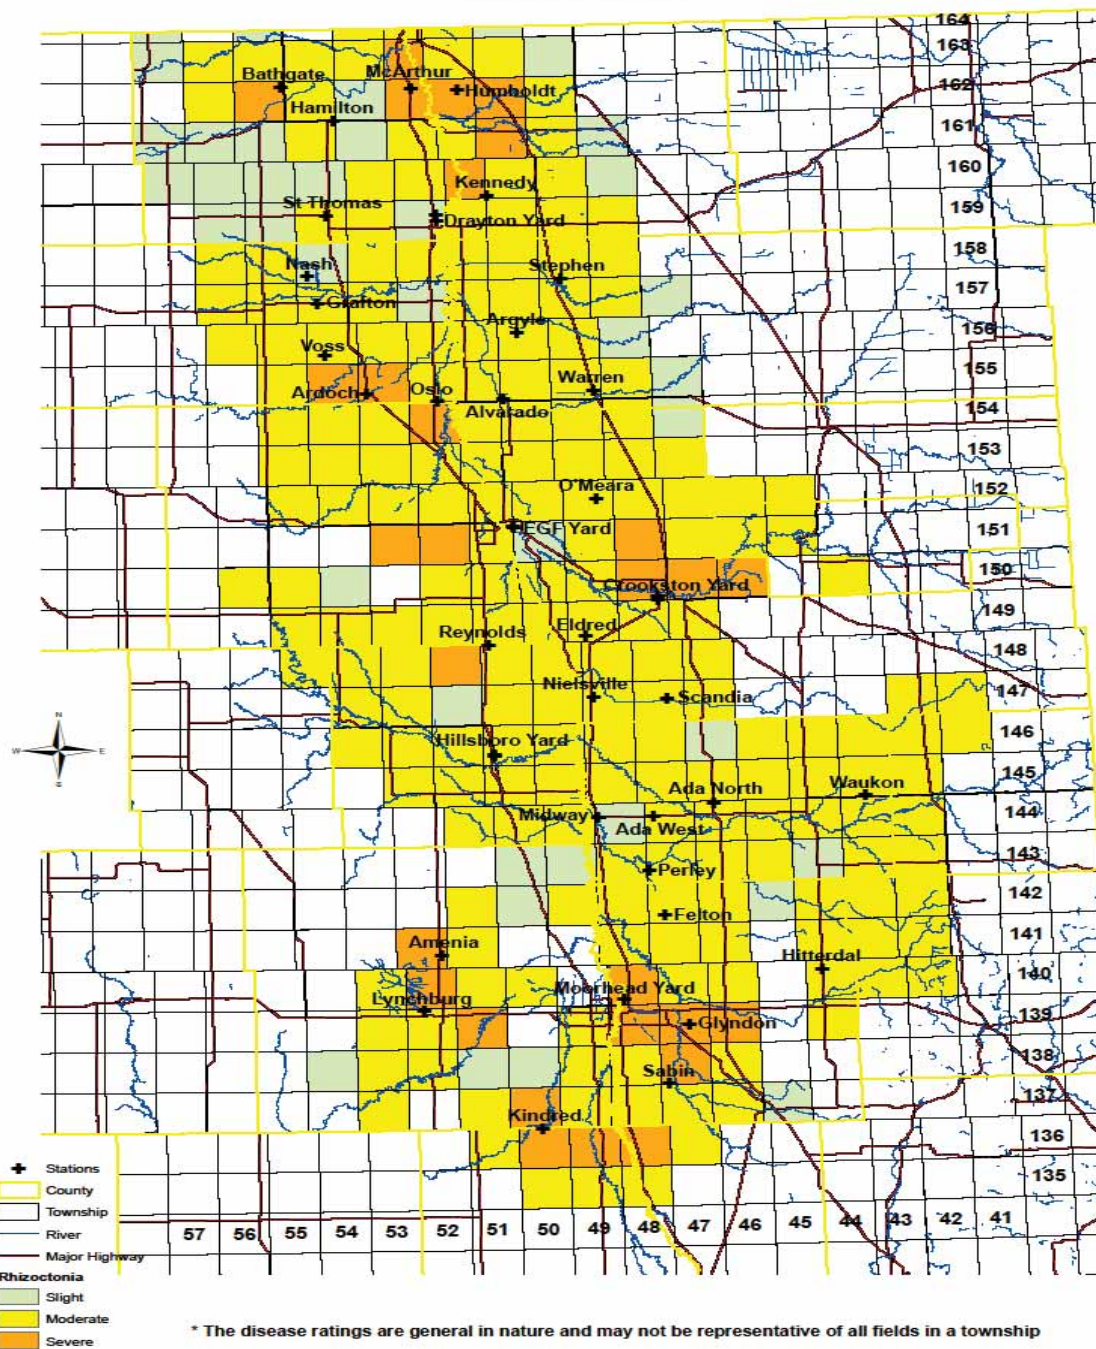 164
163
Bathgate
McArthur
162
Humboldt
Hamilton
161
160
Kennedy
St Thomas
159
Drayton Yard
158
Nash
Stephen
157
Grafton
Argyle
156
Voss
155
Warren
Ardoch
Oslo
154
Alvarado
153
O'Meara
152
EGF Yard
151
150
Crookston Yard
149
Eldred
Reynolds
148
Nielsville
147
Scandia
N
W
E
S
146
Hillsboro Yard
145
Ada North
Waukon
144
Midway
Ada West
143
Perley
142
Felton
141
Amenia
Hitterdal
140
Lynchburg
Moorhead Yard
139
Glyndon
138
Sabin
137
Kindred
136
135
57 56 55 54 53 52 51 50 49 48 47 46 45 44 43 42 41
Stations
County
Township
River
Major Highway
Rhizoctonia
Slight
Moderate
Severe
* The disease ratings are general in nature and may not be representative of all fields in a township